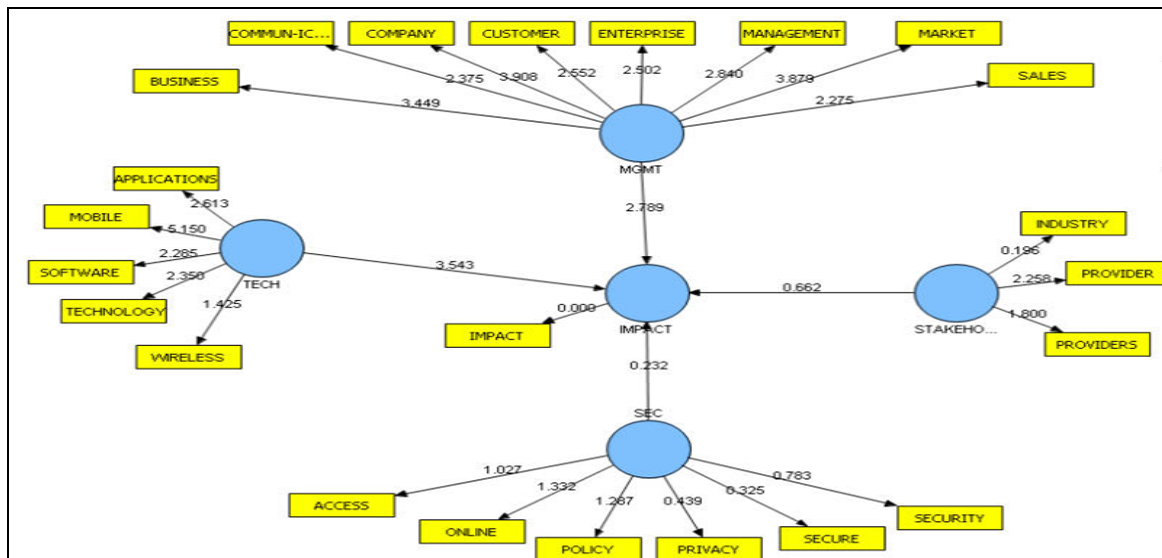 COMMUN-IC...
COMPANY
CUSTOMER
ENTERPRISE
MANAGEMENT
MARKET
BUSINESS
SALES
2.375
3.908
2.552
2.502
2.840
3.879
3.449
2.275
MGMT
2.789
APPLICATIONS
MOBILE
SOFTWARE
TECHNOLOGY
WIRELESS
2.613
5.150
2.285
2.350
1.425
TECH
3.543
INDUSTRY
PROVIDER
PROVIDERS
0.196
2.258
1.800
STAKEHO...
0.662
IMPACT
0.000
IMPACT
0.232
SEC
1.027
1.332
1.287
0.439
0.325
0.783
ACCESS
ONLINE
POLICY
PRIVACY
SECURE
SECURITY